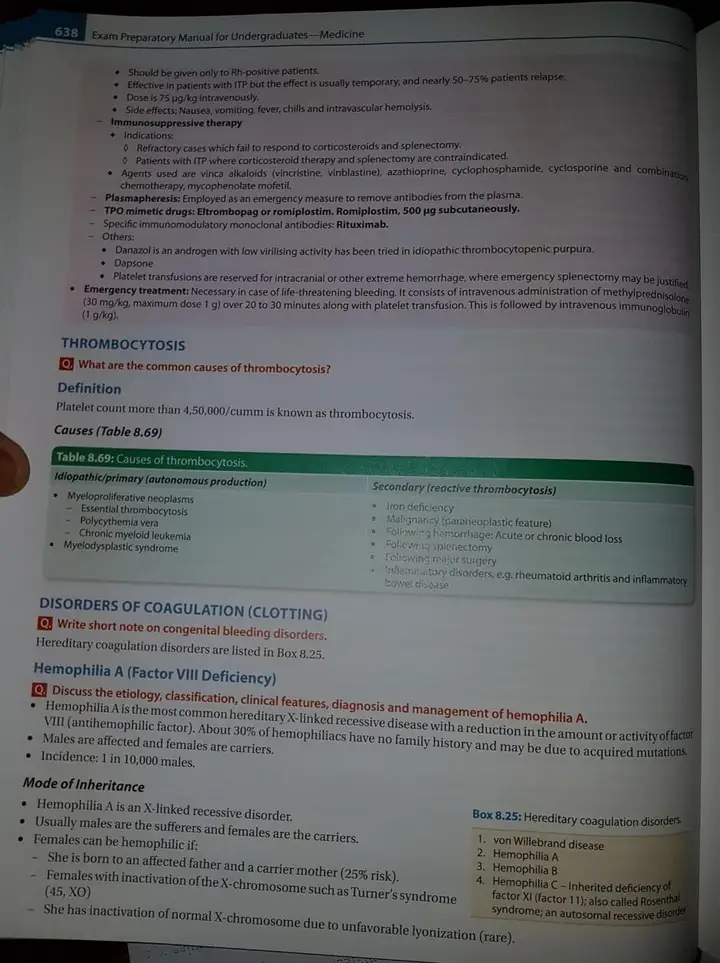 638 Exam Preparatory Manual for Undergraduates—Medicine
• Should be given only to Rh-positive patients.
• Effective in patients with ITP but the effect is usually temporary, and nearly 50–75% patients relapse.
• Dose is 75 µg/kg intravenously.
• Side effects: Nausea, vomiting, fever, chills and intravascular hemolysis.
– Immunosuppressive therapy
• Indications:
◊ Refractory cases which fail to respond to corticosteroids and splenectomy.
◊ Patients with ITP where corticosteroid therapy and splenectomy are contraindicated.
• Agents used are vinca alkaloids (vincristine, vinblastine), azathioprine, cyclophosphamide, cyclosporine and combination
chemotherapy, mycophenolate mofetil.
– Plasmapheresis: Employed as an emergency measure to remove antibodies from the plasma.
– TPO mimetic drugs: Eltrombopag or romiplostim. Romiplostim, 500 µg subcutaneously.
– Specific immunomodulatory monoclonal antibodies: Rituximab.
– Others:
• Danazol is an androgen with low virilising activity has been tried in idiopathic thrombocytopenic purpura.
• Dapsone
• Platelet transfusions are reserved for intracranial or other extreme hemorrhage, where emergency splenectomy may be justified.
• Emergency treatment: Necessary in case of life-threatening bleeding. It consists of intravenous administration of methylprednisolone
(30 mg/kg, maximum dose 1 g) over 20 to 30 minutes along with platelet transfusion. This is followed by intravenous immunoglobulin
(1 g/kg).
THROMBOCYTOSIS
Q. What are the common causes of thrombocytosis?
Definition
Platelet count more than 4,50,000/cumm is known as thrombocytosis.
Causes (Table 8.69)
Table 8.69: Causes of thrombocytosis.
Idiopathic/primary (autonomous production)
• Myeloproliferative neoplasms
– Essential thrombocytosis
– Polycythemia vera
– Chronic myeloid leukemia
• Myelodysplastic syndrome
Secondary (reactive thrombocytosis)
• Iron deficiency
• Malignancy (paraneoplastic feature)
• Following hemorrhage: Acute or chronic blood loss
• Following splenectomy
• Following major surgery
• Inflammatory disorders, e.g. rheumatoid arthritis and inflammatory
bowel disease
DISORDERS OF COAGULATION (CLOTTING)
Q. Write short note on congenital bleeding disorders.
Hereditary coagulation disorders are listed in Box 8.25.
Hemophilia A (Factor VIII Deficiency)
Q. Discuss the etiology, classification, clinical features, diagnosis and management of hemophilia A.
• Hemophilia A is the most common hereditary X-linked recessive disease with a reduction in the amount or activity of factor
VIII (antihemophilic factor). About 30% of hemophiliacs have no family history and may be due to acquired mutations.
• Males are affected and females are carriers.
• Incidence: 1 in 10,000 males.
Mode of Inheritance
• Hemophilia A is an X-linked recessive disorder.
• Usually males are the sufferers and females are the carriers.
• Females can be hemophilic if:
– She is born to an affected father and a carrier mother (25% risk).
– Females with inactivation of the X-chromosome such as Turner's syndrome
(45, XO)
– She has inactivation of normal X-chromosome due to unfavorable lyonization (rare).
Box 8.25: Hereditary coagulation disorders.
1. von Willebrand disease
2. Hemophilia A
3. Hemophilia B
4. Hemophilia C – Inherited deficiency of
factor XI (factor 11); also called Rosenthal
syndrome; an autosomal recessive disorder